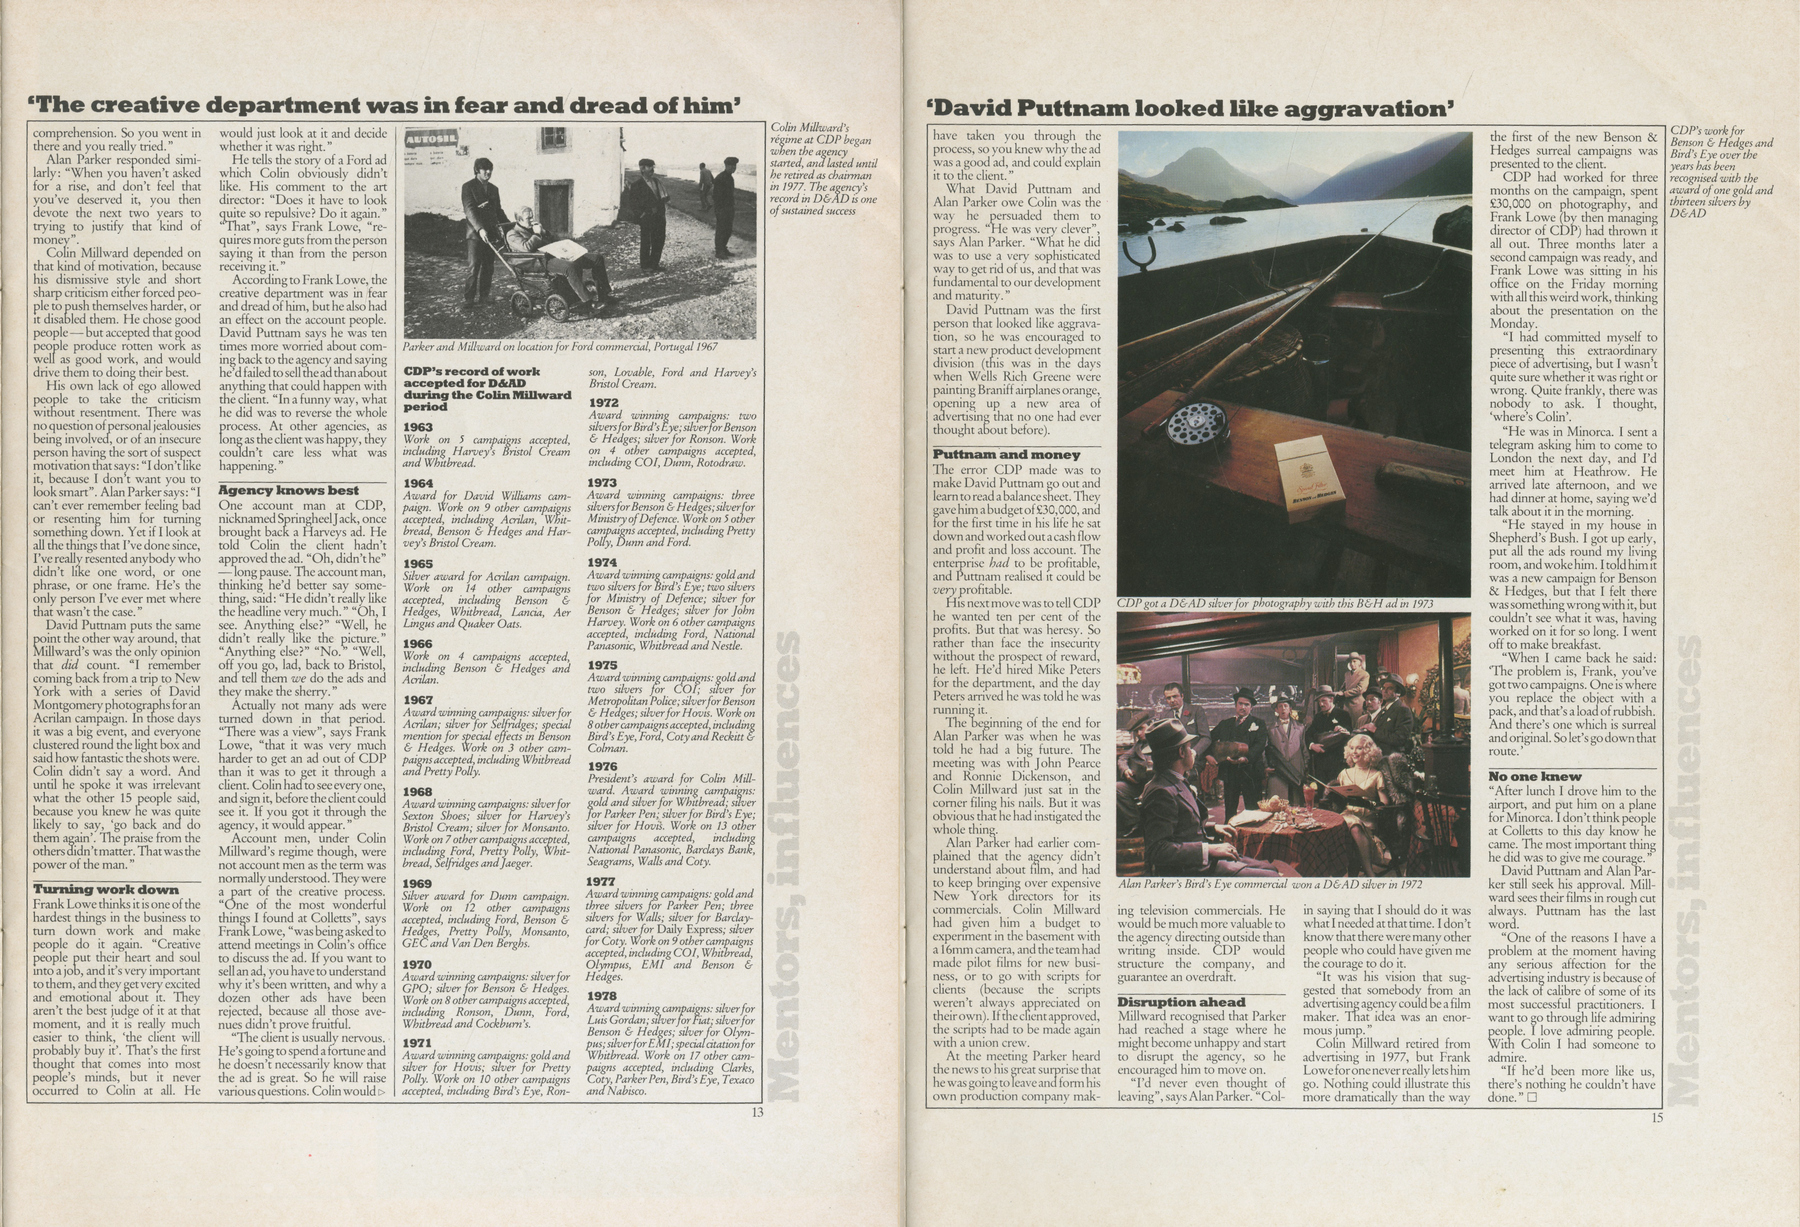 ‘The creative department was in fear and dread of him’
comprehension. So you went in
there and you really tried.”
Alan Parker responded simi-
larly: “When you haven't asked
for a rise, and don't feel that
you've deserved it, you then
devote the next two years to
trying to justify that kind of
money”.
Colin Millward depended on
that kind of motivation, because
his dismissive style and short
sharp criticism either forced peo-
ple to push themselves harder, or
it disabled them. He chose good
people — but accepted that good
people produce rotten work as
well as good work, and would
drive them to doing their best.
His own lack of ego allowed
people to take the criticism
without resentment. There was
no question of personal jealousies
being involved, or of an insecure
person having the sort of suspect
motivation that says: “I don't like
it, because I don't want you to
look smart”. Alan Parker says: “I
can't ever remember feeling bad
or resenting him for turning
something down. Yet if I look at
all the things that I've done since,
I've really resented anybody who
didn't like one word, or one
phrase, or one frame. He's the
only person I've ever met where
that wasn't the case.”
David Puttnam puts the same
point the other way around, that
Millward's was the only opinion
that did count. “I remember
coming back from a trip to New
York with a series of David
Montgomery photographs for an
Acrilan campaign. In those days
it was a big event, and everyone
clustered round the light box and
said how fantastic the shots were.
Colin didn't say a word. And
until he spoke it was irrelevant
what the other 15 people said,
because you knew he was quite
likely to say, ‘go back and do
them again’. The praise from the
others didn't matter. That was the
power of the man.”
Turning work down
Frank Lowe thinks it is one of the
hardest things in the business to
turn down work and make
people do it again. “Creative
people put their heart and soul
into a job, and it's very important
to them, and they get very excited
and emotional about it. They
aren't the best judge of it at that
moment, and it is really much
easier to think, ‘the client will
probably buy it’. That's the first
thought that comes into most
people's minds, but it never
occurred to Colin at all. He
would just look at it and decide
whether it was right.”
He tells the story of a Ford ad
which Colin obviously didn't
like. His comment to the art
director: “Does it have to look
quite so repulsive? Do it again.”
“That”, says Frank Lowe, “re-
quires more guts from the person
saying it than from the person
receiving it.”
According to Frank Lowe, the
creative department was in fear
and dread of him, but he also had
an effect on the account people.
David Puttnam says he was ten
times more worried about com-
ing back to the agency and saying
he'd failed to sell the ad than about
anything that could happen with
the client. “In a funny way, what
he did was to reverse the whole
process. At other agencies, as
long as the client was happy, they
couldn't care less what was
happening.”
Agency knows best
One account man at CDP,
nicknamed Springheel Jack, once
brought back a Harveys ad. He
told Colin the client hadn't
approved the ad. “Oh, didn't he”
— long pause. The account man,
thinking he'd better say some-
thing, said: “He didn't really like
the headline very much.” “Oh, I
see. Anything else?” “Well, he
didn't really like the picture.”
“Anything else?” “No.” “Well,
off you go, lad, back to Bristol,
and tell them we do the ads and
they make the sherry.”
Actually not many ads were
turned down in that period.
“There was a view”, says Frank
Lowe, “that it was very much
harder to get an ad out of CDP
than it was to get it through a
client. Colin had to see every one,
and sign it, before the client could
see it. If you got it through the
agency, it would appear.”
Account men, under Colin
Millward's regime though, were
not account men as the term was
normally understood. They were
a part of the creative process.
“One of the most wonderful
things I found at Colletts”, says
Frank Lowe, “was being asked to
attend meetings in Colin's office
to discuss the ad. If you want to
sell an ad, you have to understand
why it's been written, and why a
dozen other ads have been
rejected, because all those ave-
nues didn't prove fruitful.
“The client is usually nervous.
He's going to spend a fortune and
he doesn't necessarily know that
the ad is great. So he will raise
various questions. Colin would ▷
AUTOSIL
Parker and Millward on location for Ford commercial, Portugal 1967
CDP's record of work
accepted for D&AD
during the Colin Millward
period
1963
Work on 5 campaigns accepted,
including Harvey's Bristol Cream
and Whitbread.
1964
Award for David Williams cam-
paign. Work on 9 other campaigns
accepted, including Acrilan, Whit-
bread, Benson & Hedges and Har-
vey's Bristol Cream.
1965
Silver award for Acrilan campaign.
Work on 14 other campaigns
accepted, including Benson &
Hedges, Whitbread, Lancia, Aer
Lingus and Quaker Oats.
1966
Work on 4 campaigns accepted,
including Benson & Hedges and
Acrilan.
1967
Award winning campaigns: silver for
Acrilan; silver for Selfridges; special
mention for special effects in Benson
& Hedges. Work on 3 other cam-
paigns accepted, including Whitbread
and Pretty Polly.
1968
Award winning campaigns: silver for
Sexton Shoes; silver for Harvey's
Bristol Cream; silver for Monsanto.
Work on 7 other campaigns accepted,
including Ford, Pretty Polly, Whit-
bread, Selfridges and Jaeger.
1969
Silver award for Dunn campaign.
Work on 12 other campaigns
accepted, including Ford, Benson &
Hedges, Pretty Polly, Monsanto,
GEC and Van Den Berghs.
1970
Award winning campaigns: silver for
GPO; silver for Benson & Hedges.
Work on 8 other campaigns accepted,
including Ronson, Dunn, Ford,
Whitbread and Cockburn's.
1971
Award winning campaigns: gold and
silver for Hovis; silver for Pretty
Polly. Work on 10 other campaigns
accepted, including Bird's Eye, Ron-
son, Lovable, Ford and Harvey's
Bristol Cream.
1972
Award winning campaigns: two
silvers for Bird's Eye; silver for Benson
& Hedges; silver for Ronson. Work
on 4 other campaigns accepted,
including COI, Dunn, Rotodraw.
1973
Award winning campaigns: three
silvers for Benson & Hedges; silver for
Ministry of Defence. Work on 5 other
campaigns accepted, including Pretty
Polly, Dunn and Ford.
1974
Award winning campaigns: gold and
two silvers for Bird's Eye; two silvers
for Ministry of Defence; silver for
Benson & Hedges; silver for John
Harvey. Work on 6 other campaigns
accepted, including Ford, National
Panasonic, Whitbread and Nestle.
1975
Award winning campaigns: gold and
two silvers for COI; silver for
Metropolitan Police; silver for Benson
& Hedges; silver for Hovis. Work on
8 other campaigns accepted, including
Bird's Eye, Ford, Coty and Reckitt &
Colman.
1976
President's award for Colin Mill-
ward. Award winning campaigns:
gold and silver for Whitbread; silver
for Parker Pen; silver for Bird's Eye;
silver for Hovis. Work on 13 other
campaigns accepted, including
National Panasonic, Barclays Bank,
Seagrams, Walls and Coty.
1977
Award winning campaigns: gold and
three silvers for Parker Pen; three
silvers for Walls; silver for Barclay-
card; silver for Daily Express; silver
for Coty. Work on 9 other campaigns
accepted, including COI, Whitbread,
Olympus, EMI and Benson &
Hedges.
1978
Award winning campaigns: silver for
Luis Gordan; silver for Fiat; silver for
Benson & Hedges; silver for Olym-
pus; silver for EMI; special citation for
Whitbread. Work on 17 other cam-
paigns accepted, including Clarks,
Coty, Parker Pen, Bird's Eye, Texaco
and Nabisco.
Colin Millward's
régime at CDP began
when the agency
started, and lasted until
he retired as chairman
in 1977. The agency's
record in D&AD is one
of sustained success
Mentors, influences
13
‘David Puttnam looked like aggravation’
have taken you through the
process, so you knew why the ad
was a good ad, and could explain
it to the client.”
What David Puttnam and
Alan Parker owe Colin was the
way he persuaded them to
progress. “He was very clever”,
says Alan Parker. “What he did
was to use a very sophisticated
way to get rid of us, and that was
fundamental to our development
and maturity.”
David Puttnam was the first
person that looked like aggrava-
tion, so he was encouraged to
start a new product development
division (this was in the days
when Wells Rich Greene were
painting Braniff airplanes orange,
opening up a new area of
advertising that no one had ever
thought about before).
Puttnam and money
The error CDP made was to
make David Puttnam go out and
learn to read a balance sheet. They
gave him a budget of £30,000, and
for the first time in his life he sat
down and worked out a cash flow
and profit and loss account. The
enterprise had to be profitable,
and Puttnam realised it could be
very profitable.
His next move was to tell CDP
he wanted ten per cent of the
profits. But that was heresy. So
rather than face the insecurity
without the prospect of reward,
he left. He'd hired Mike Peters
for the department, and the day
Peters arrived he was told he was
running it.
The beginning of the end for
Alan Parker was when he was
told he had a big future. The
meeting was with John Pearce
and Ronnie Dickenson, and
Colin Millward just sat in the
corner filing his nails. But it was
obvious that he had instigated the
whole thing.
Alan Parker had earlier com-
plained that the agency didn't
understand about film, and had
to keep bringing over expensive
New York directors for its
commercials. Colin Millward
had given him a budget to
experiment in the basement with
a 16mm camera, and the team had
made pilot films for new busi-
ness, or to go with scripts for
clients (because the scripts
weren't always appreciated on
their own). If the client approved,
the scripts had to be made again
with a union crew.
At the meeting Parker heard
the news to his great surprise that
he was going to leave and form his
own production company mak-
BENSON and HEDGES
CDP got a D&AD silver for photography with this B&H ad in 1973
Alan Parker's Bird's Eye commercial won a D&AD silver in 1972
ing television commercials. He
would be much more valuable to
the agency directing outside than
writing inside. CDP would
structure the company, and
guarantee an overdraft.
Disruption ahead
Millward recognised that Parker
had reached a stage where he
might become unhappy and start
to disrupt the agency, so he
encouraged him to move on.
“I'd never even thought of
leaving”, says Alan Parker. “Col-
in saying that I should do it was
what I needed at that time. I don't
know that there were many other
people who could have given me
the courage to do it.
“It was his vision that sug-
gested that somebody from an
advertising agency could be a film
maker. That idea was an enor-
mous jump.”
Colin Millward retired from
advertising in 1977, but Frank
Lowe for one never really lets him
go. Nothing could illustrate this
more dramatically than the way
the first of the new Benson &
Hedges surreal campaigns was
presented to the client.
CDP had worked for three
months on the campaign, spent
£30,000 on photography, and
Frank Lowe (by then managing
director of CDP) had thrown it
all out. Three months later a
second campaign was ready, and
Frank Lowe was sitting in his
office on the Friday morning
with all this weird work, thinking
about the presentation on the
Monday.
“I had committed myself to
presenting this extraordinary
piece of advertising, but I wasn't
quite sure whether it was right or
wrong. Quite frankly, there was
nobody to ask. I thought,
‘where's Colin’.
“He was in Minorca. I sent a
telegram asking him to come to
London the next day, and I'd
meet him at Heathrow. He
arrived late afternoon, and we
had dinner at home, saying we'd
talk about it in the morning.
“He stayed in my house in
Shepherd's Bush. I got up early,
put all the ads round my living
room, and woke him. I told him it
was a new campaign for Benson
& Hedges, but that I felt there
was something wrong with it, but
couldn't see what it was, having
worked on it for so long. I went
off to make breakfast.
“When I came back he said:
‘The problem is, Frank, you've
got two campaigns. One is where
you replace the object with a
pack, and that's a load of rubbish.
And there's one which is surreal
and original. So let's go down that
route.’
No one knew
“After lunch I drove him to the
airport, and put him on a plane
for Minorca. I don't think people
at Colletts to this day know he
came. The most important thing
he did was to give me courage.”
David Puttnam and Alan Par-
ker still seek his approval. Mill-
ward sees their films in rough cut
always. Puttnam has the last
word.
“One of the reasons I have a
problem at the moment having
any serious affection for the
advertising industry is because of
the lack of calibre of some of its
most successful practitioners. I
want to go through life admiring
people. I love admiring people.
With Colin I had someone to
admire.
“If he'd been more like us,
there's nothing he couldn't have
done.” □
CDP's work for
Benson & Hedges and
Bird's Eye over the
years has been
recognised with the
award of one gold and
thirteen silvers by
D&AD
Mentors, influences
15